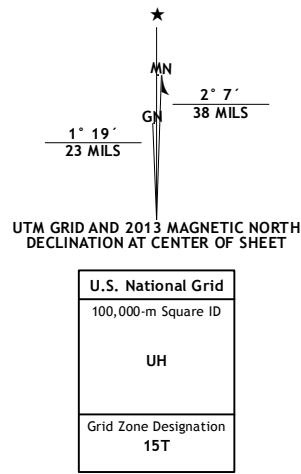 ★
MN
GN
2° 7´
38 MILS
1° 19´
23 MILS
UTM GRID AND 2013 MAGNETIC NORTH
DECLINATION AT CENTER OF SHEET
U.S. National Grid
100,000-m Square ID
UH
Grid Zone Designation
15T